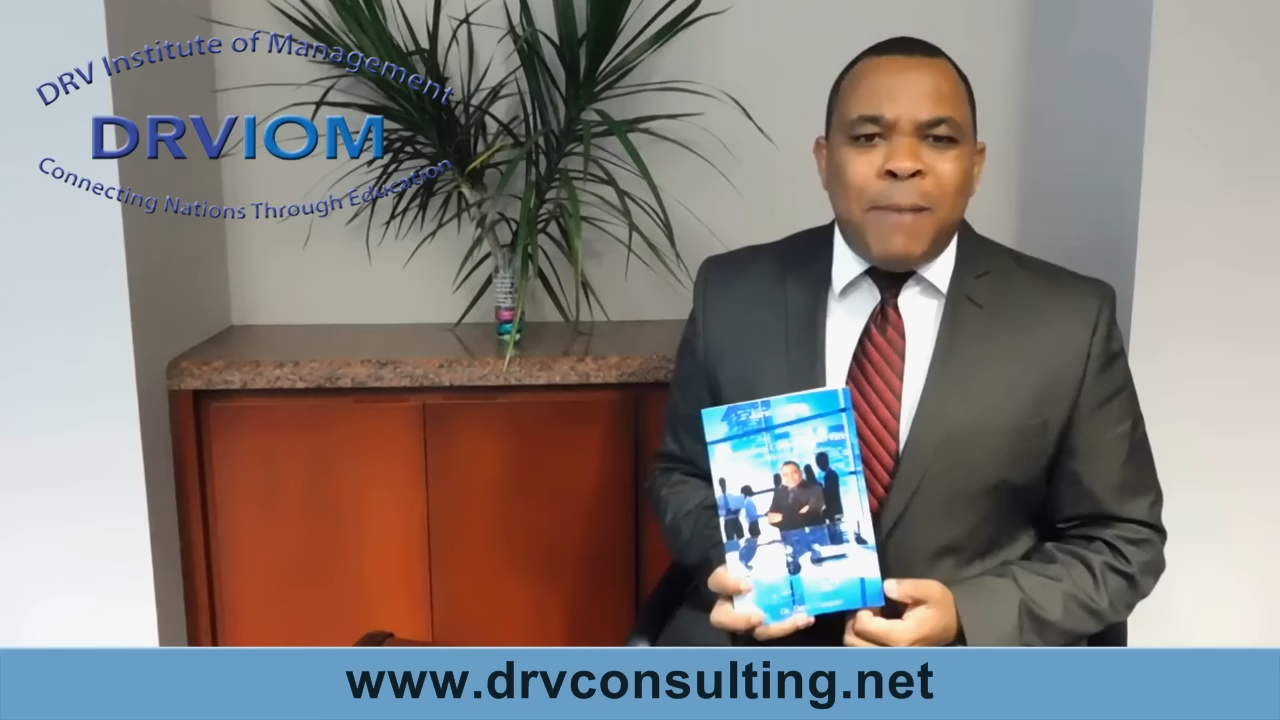 DRV Institute of Management
DRVIOM
Connecting Nations Through Education
www.drvconsulting.net